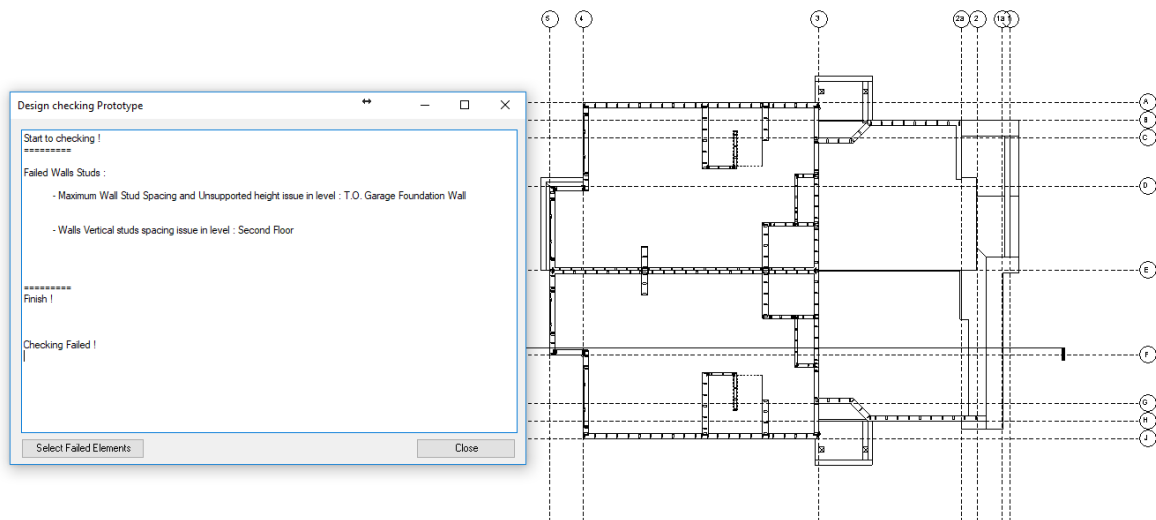 5
4
3
2a
2
1a
1
Design checking Prototype
Start to checking !
=========
Failed Walls Studs :
- Maximum Wall Stud Spacing and Unsupported height issue in level : T.O. Garage Foundation Wall
- Walls Vertical studs spacing issue in level : Second Floor
=========
Finish !
Checking Failed !
Select Failed Elements
Close
A
B
C
D
E
F
G
H
J